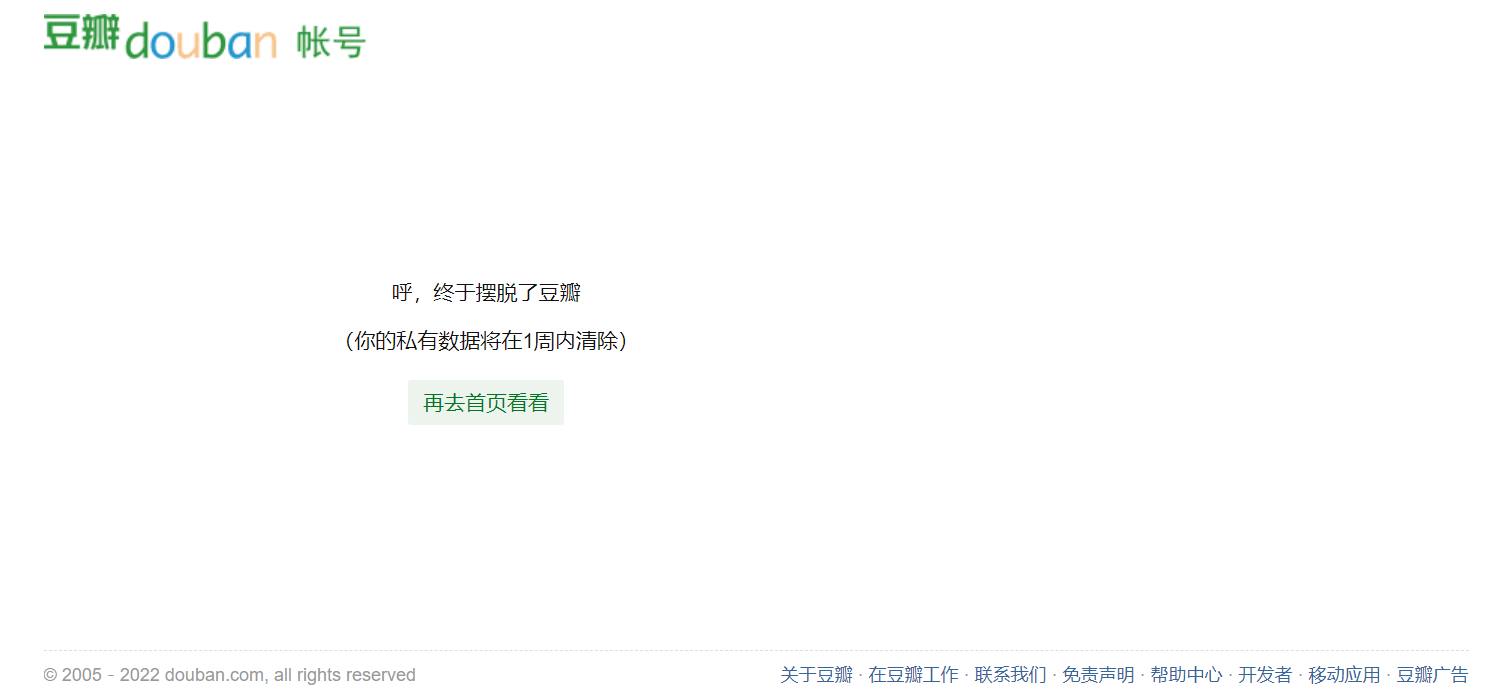 豆瓣douban 帐号
呼，终于摆脱了豆瓣
（你的私有数据将在1周内清除）
再去首页看看
© 2005－2022 douban.com, all rights reserved
关于豆瓣 · 在豆瓣工作 · 联系我们 · 免责声明 · 帮助中心 · 开发者 · 移动应用 · 豆瓣广告